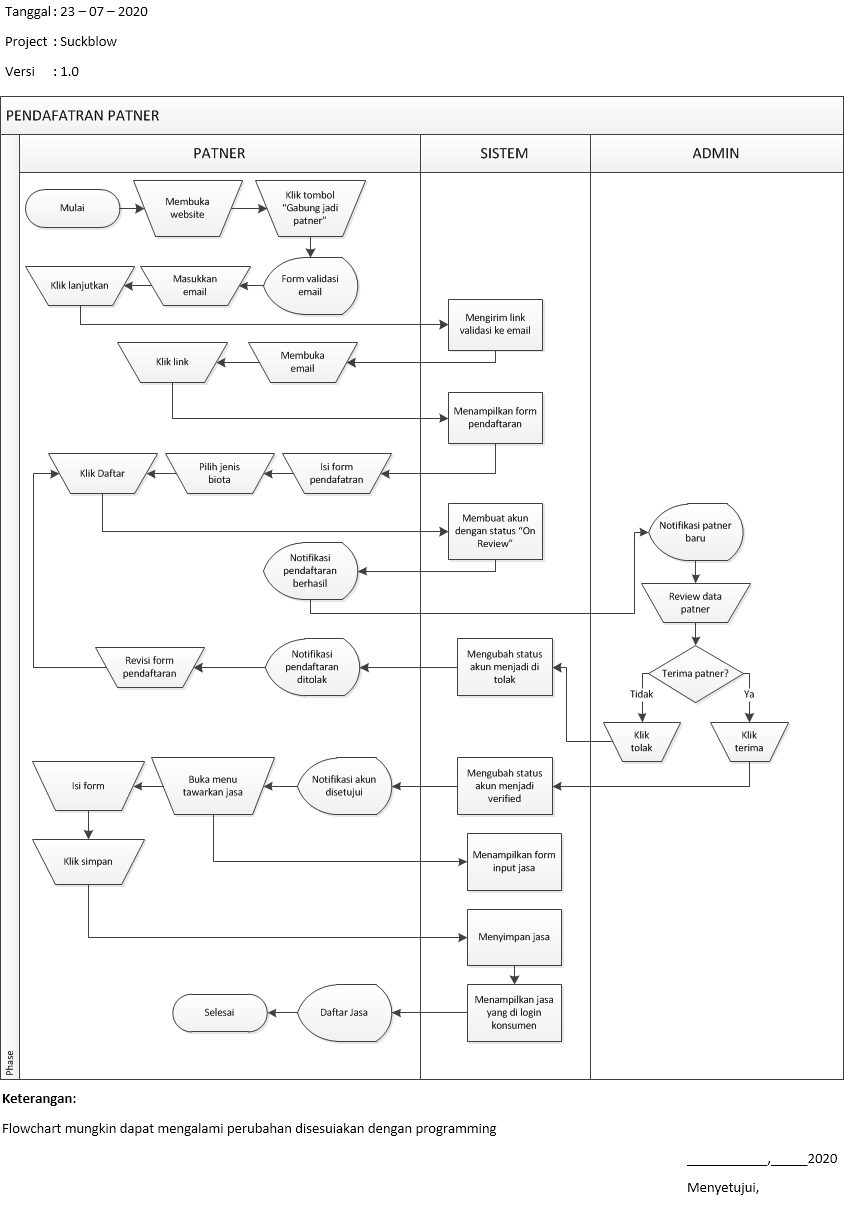 Tanggal : 23 – 07 – 2020
Project : Suckblow
Versi : 1.0
PENDAFATRAN PATNER
PATNER
SISTEM
ADMIN
Mulai
Membuka
website
Klik tombol
"Gabung jadi
patner"
Klik lanjutkan
Masukkan
email
Form validasi
email
Mengirim link
validasi ke email
Klik link
Membuka
email
Menampilkan form
pendaftaran
Klik Daftar
Pilih jenis
biota
Isi form
pendafatran
Membuat akun
dengan status "On
Review"
Notifikasi patner
baru
Notifikasi
pendaftaran
berhasil
Review data
patner
Revisi form
pendaftaran
Notifikasi
pendaftaran
ditolak
Mengubah status
akun menjadi di
tolak
Terima patner?
Tidak
Ya
Klik
tolak
Klik
terima
Isi form
Buka menu
tawarkan jasa
Notifikasi akun
disetujui
Mengubah status
akun menjadi
verified
Klik simpan
Menampilkan form
input jasa
Menyimpan jasa
Selesai
Daftar Jasa
Menampilkan jasa
yang di login
konsumen
Phase
Keterangan:
Flowchart mungkin dapat mengalami perubahan disesuiakan dengan programming
___________,_____2020
Menyetujui,